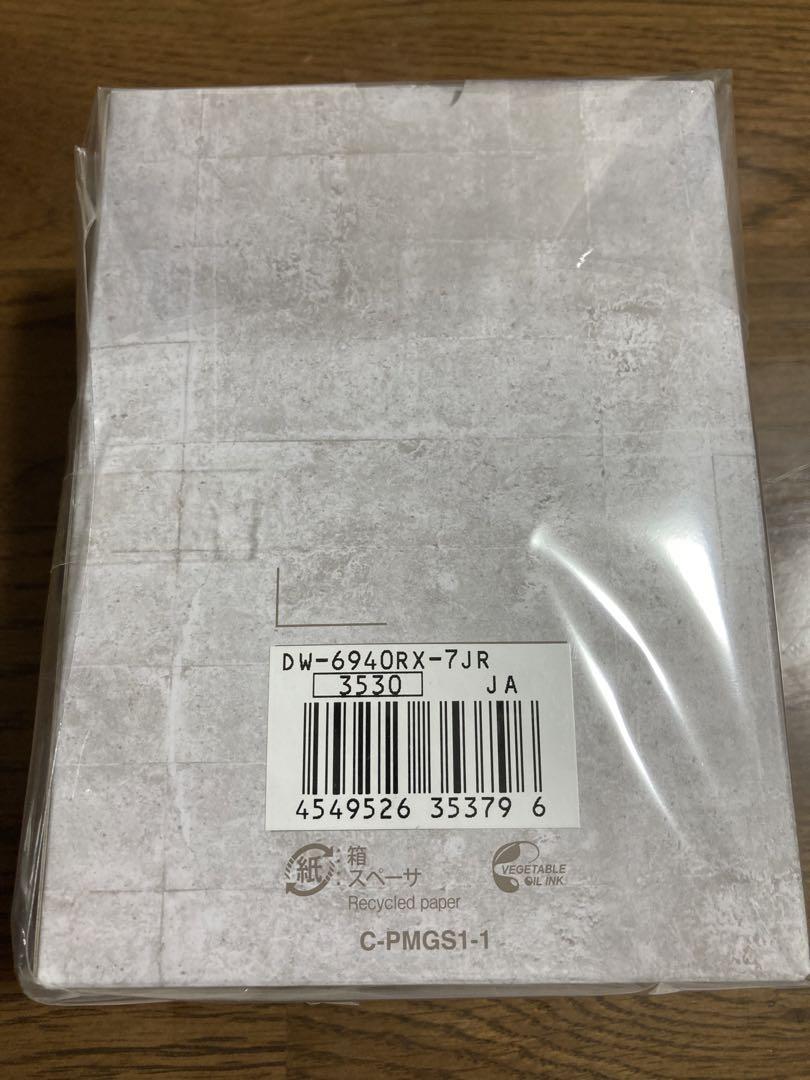 DW-6940RX-7JR
3530 JA
4549526 35379 6
紙:箱
:スペーサ
Recycled paper
VEGETABLE
OIL INK
C-PMGS1-1